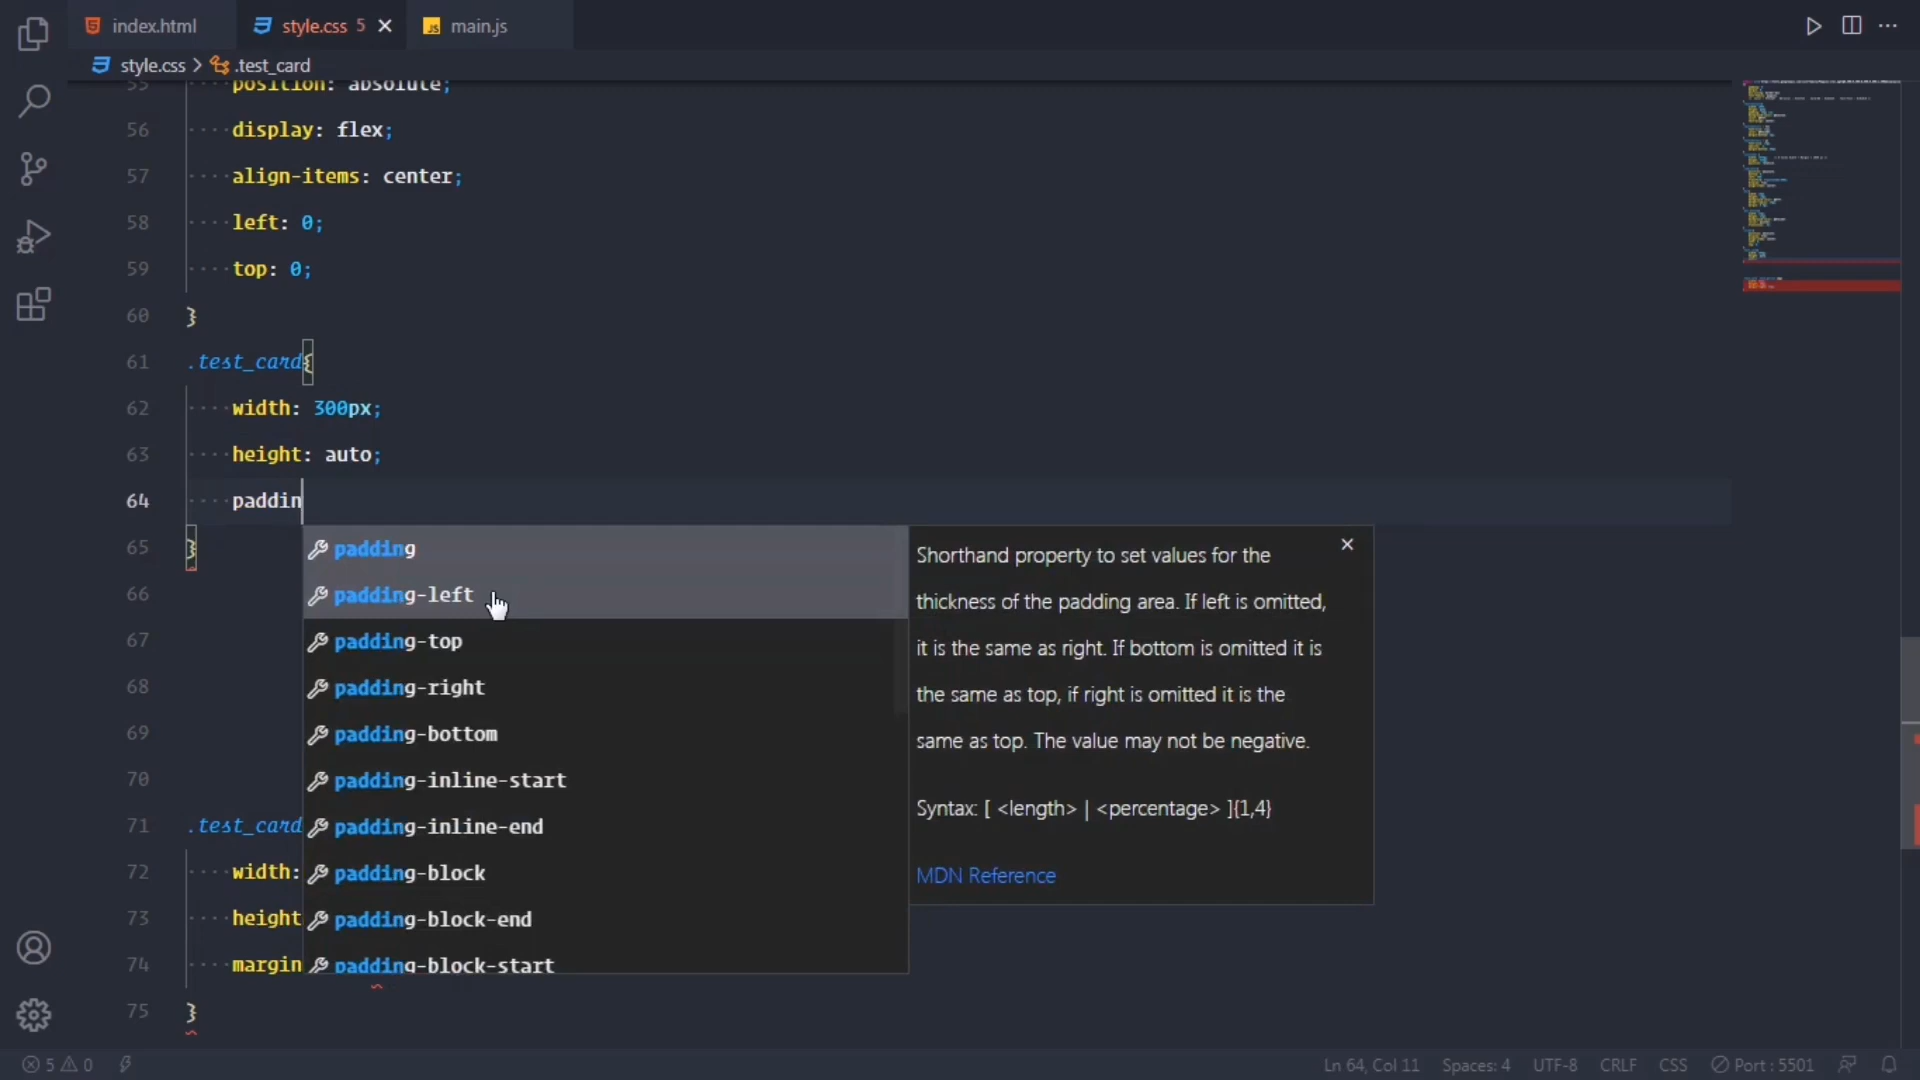 index.html
style.css 5
main.js
style.css > .test_card
55 position: absolute;
56 display: flex;
57 align-items: center;
58 left: 0;
59 top: 0;
60 }
61 .test_card{
62 width: 300px;
63 height: auto;
64 paddin
65 }
66
67
68
69
70
71 .test_card
72 width:
73 height
74 margin
75 }
padding
padding-left
padding-top
padding-right
padding-bottom
padding-inline-start
padding-inline-end
padding-block
padding-block-end
padding-block-start
Shorthand property to set values for the
thickness of the padding area. If left is omitted,
it is the same as right. If bottom is omitted it is
the same as top, if right is omitted it is the
same as top. The value may not be negative.
Syntax: [ <length> | <percentage> ]{1,4}
MDN Reference
5 0
Ln 64, Col 11 Spaces: 4 UTF-8 CRLF CSS Port : 5501